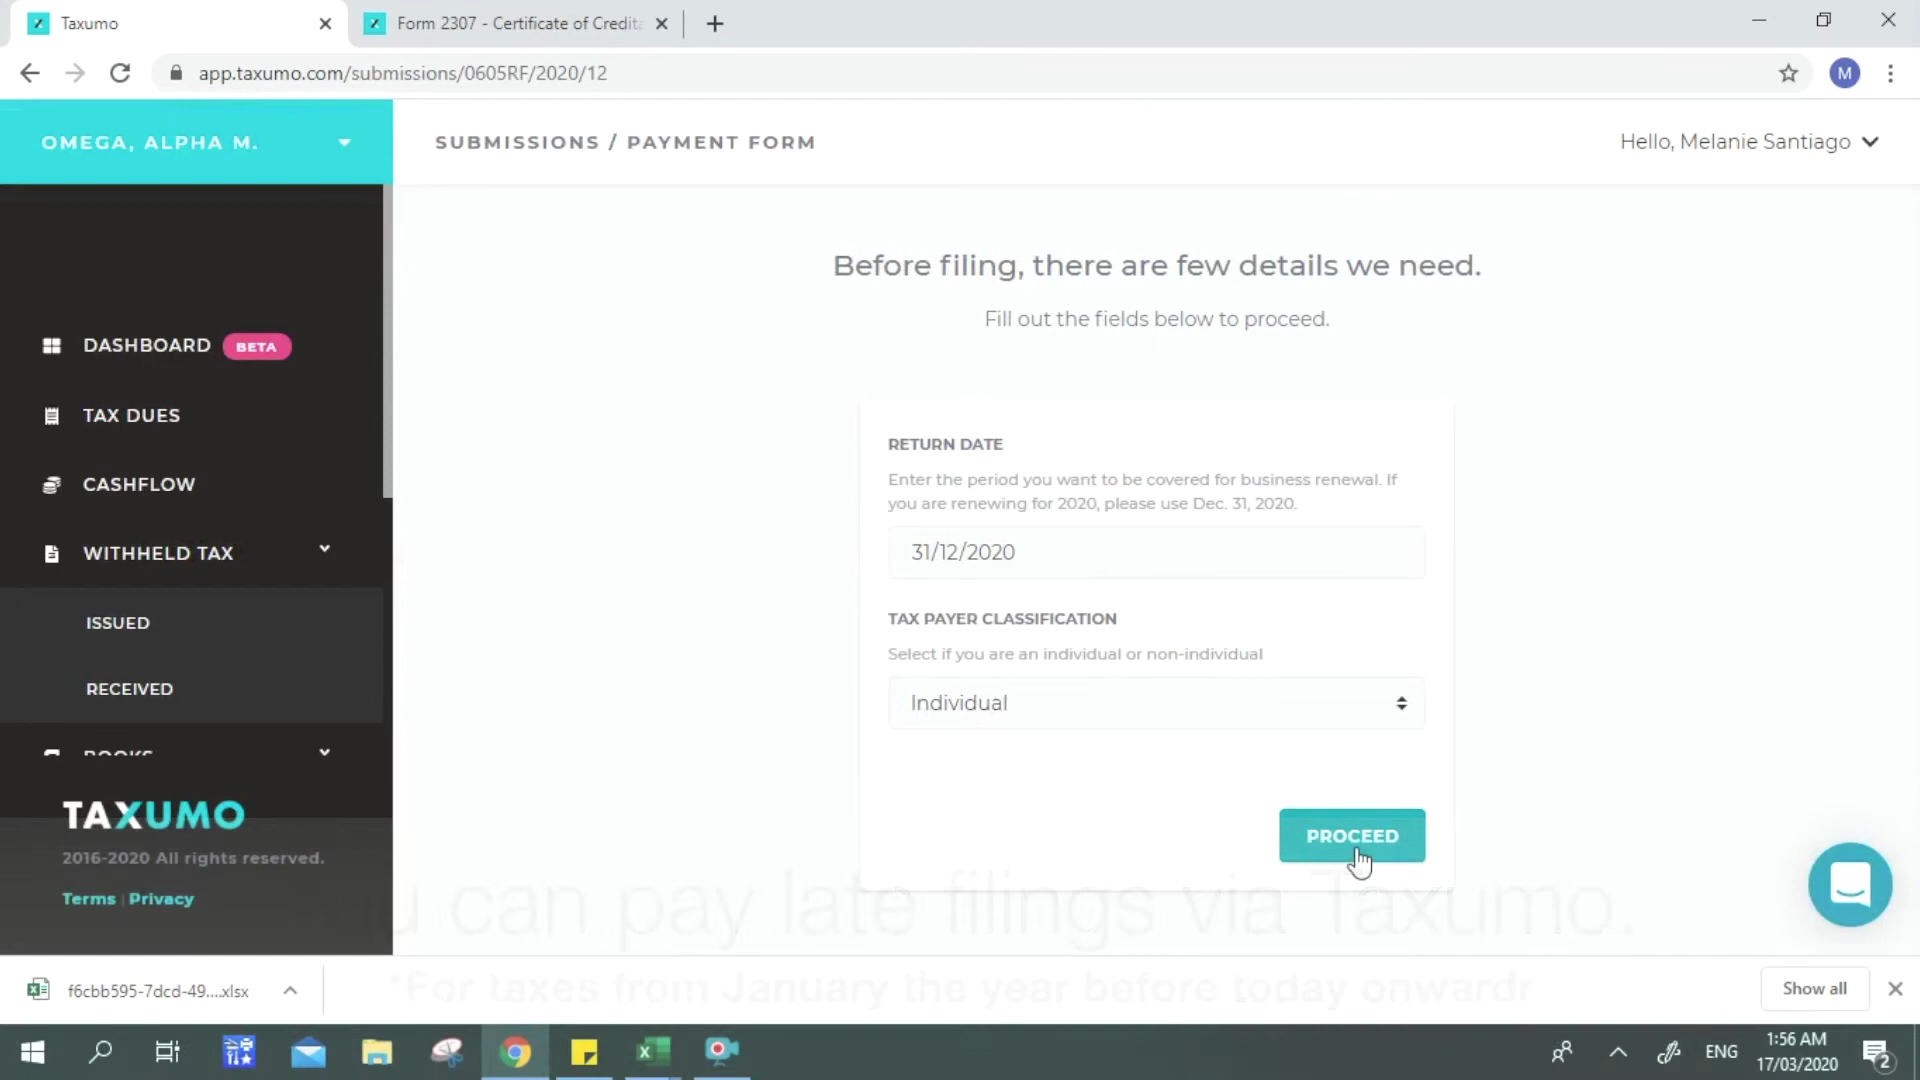 Taxumo
Form 2307 - Certificate of Credit
app.taxumo.com/submissions/0605RF/2020/12
M
OMEGA, ALPHA M.
SUBMISSIONS / PAYMENT FORM
Hello, Melanie Santiago
Before filing, there are few details we need.
Fill out the fields below to proceed.
DASHBOARD BETA
TAX DUES
CASHFLOW
WITHHELD TAX
ISSUED
RECEIVED
BOOKS
RETURN DATE
Enter the period you want to be covered for business renewal. If
you are renewing for 2020, please use Dec. 31, 2020.
31/12/2020
TAX PAYER CLASSIFICATION
Select if you are an individual or non-individual
Individual
PROCEED
TAXUMO
2016-2020 All rights reserved.
Terms | Privacy
can pay late filings via Taxumo.
*For taxes from January the year before today
f6cbb595-7dcd-49....xlsx
Show all
ENG
1:56 AM
17/03/2020
2